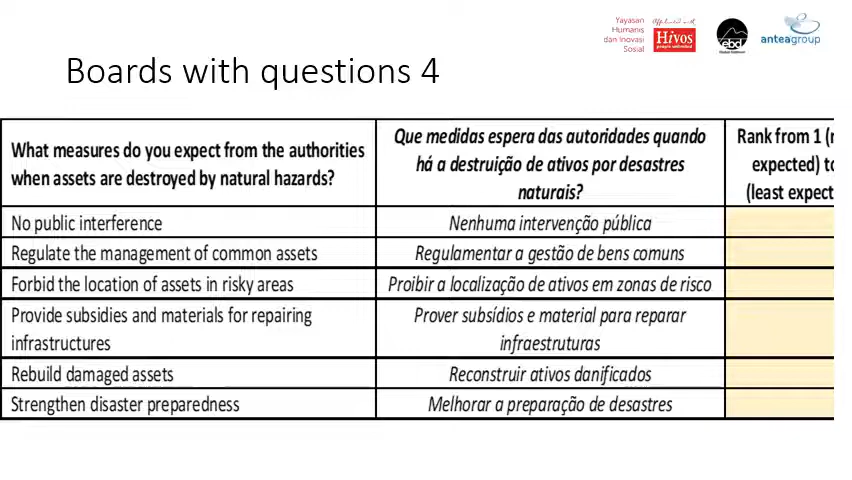 Yayasan
Humanis
dan Inovasi
Sosial
Hivos
people unlimited
ebd
anteagroup
Boards with questions 4
What measures do you expect from the authorities
when assets are destroyed by natural hazards?
Que medidas espera das autoridades quando
há a destruição de ativos por desastres
naturais?
Rank from 1 (
expected) to
(least expect
No public interference
Nenhuma intervenção pública
Regulate the management of common assets
Regulamentar a gestão de bens comuns
Forbid the location of assets in risky areas
Proibir a localização de ativos em zonas de risco
Provide subsidies and materials for repairing
infrastructures
Prover subsídios e material para reparar
infraestruturas
Rebuild damaged assets
Reconstruir ativos danificados
Strengthen disaster preparedness
Melhorar a preparação de desastres